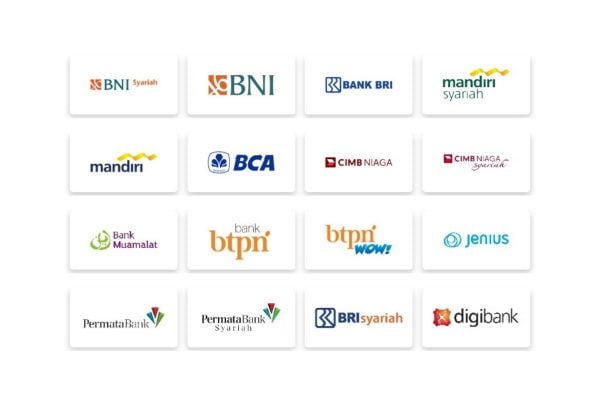 BNI Syariah
BNI
BANK BRI
mandiri
syariah
mandiri
BCA
CIMB NIAGA
CIMB NIAGA
syariah
Bank
Muamalat
bank
btpn
btpn
WOW!
jenius
PermataBank
PermataBank
Syariah
BRIsyariah
digibank